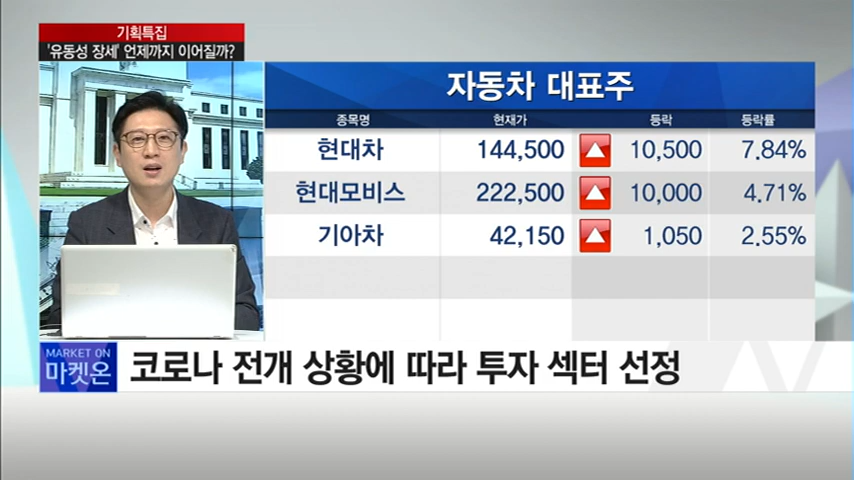 기획특집
'유동성 장세' 언제까지 이어질까?
자동차 대표주
종목명 현재가 등락 등락률
현대차 144,500 10,500 7.84%
현대모비스 222,500 10,000 4.71%
기아차 42,150 1,050 2.55%
MARKET ON
마켓온
코로나 전개 상황에 따라 투자 섹터 선정